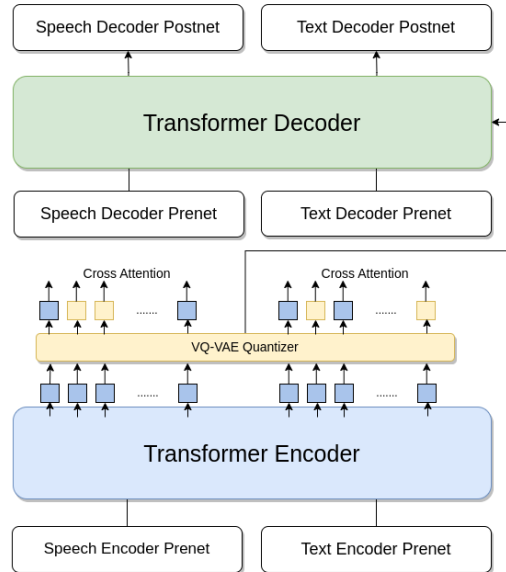 Speech Decoder Postnet
Text Decoder Postnet
Transformer Decoder
Speech Decoder Prenet
Text Decoder Prenet
Cross Attention
Cross Attention
.......
.......
VQ-VAE Quantizer
.......
.......
Transformer Encoder
Speech Encoder Prenet
Text Encoder Prenet